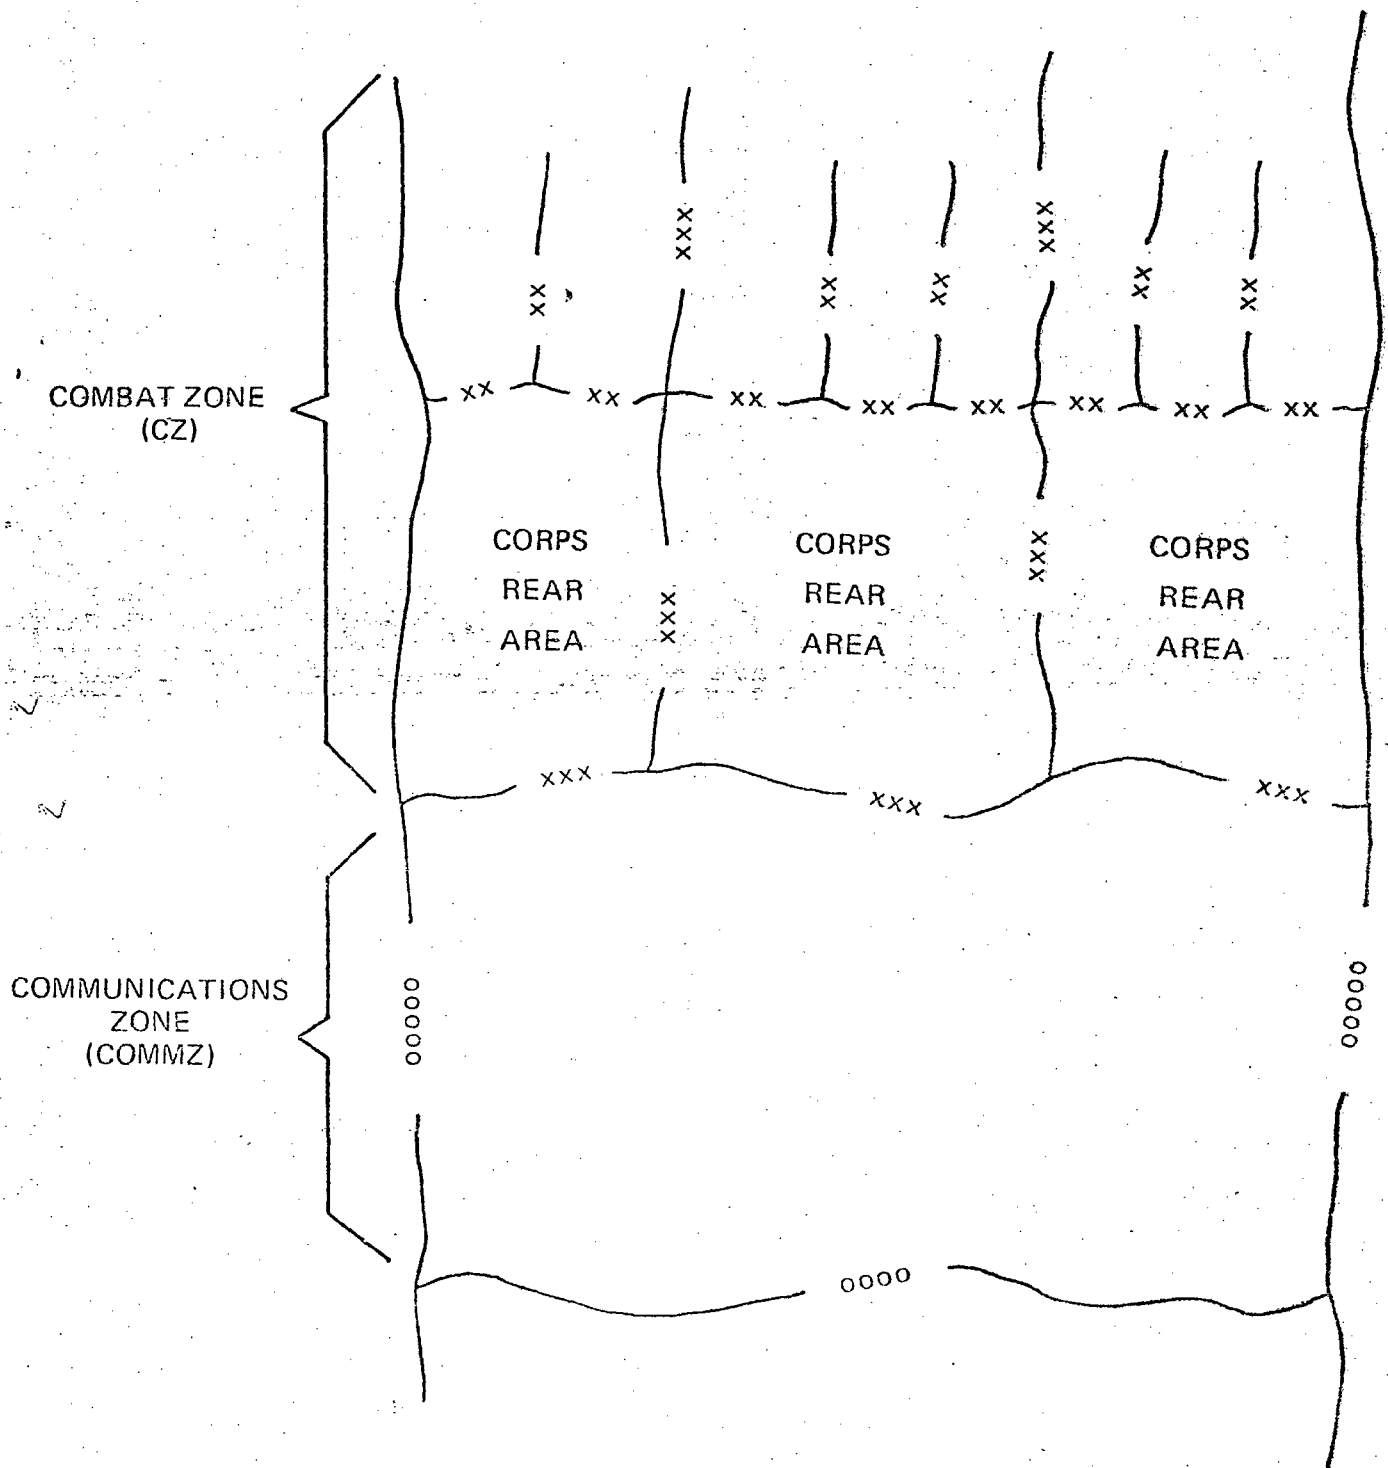 XXX
XXX
XX
XX
XX
XX
XX
COMBAT ZONE
(CZ)
XX
XX
XX
XX
XX
XX
XX
XX
CORPS
REAR
AREA
XXX
CORPS
REAR
AREA
XXX
CORPS
REAR
AREA
XXX
XXX
XXX
COMMUNICATIONS
ZONE
(COMMZ)
OOOOO
OOOOO
OOOO